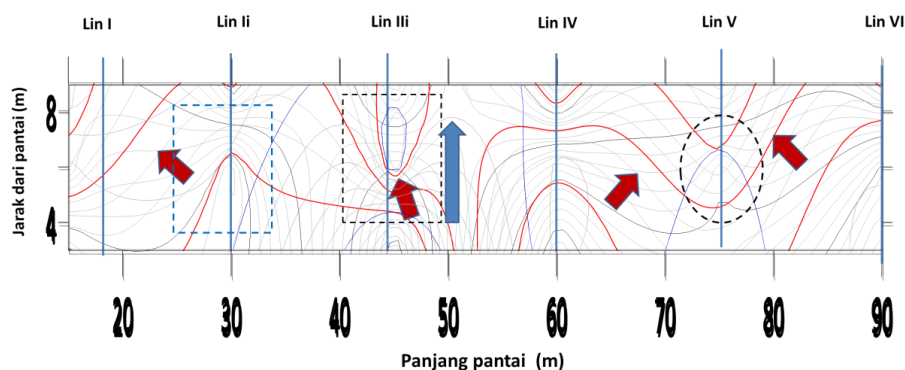 Lin I
Lin Ii
Lin IIIi
Lin IV
Lin V
Lin VI
Jarak dari pantai (m)
8
4
20
30
40
50
60
70
80
90
Panjang pantai (m)